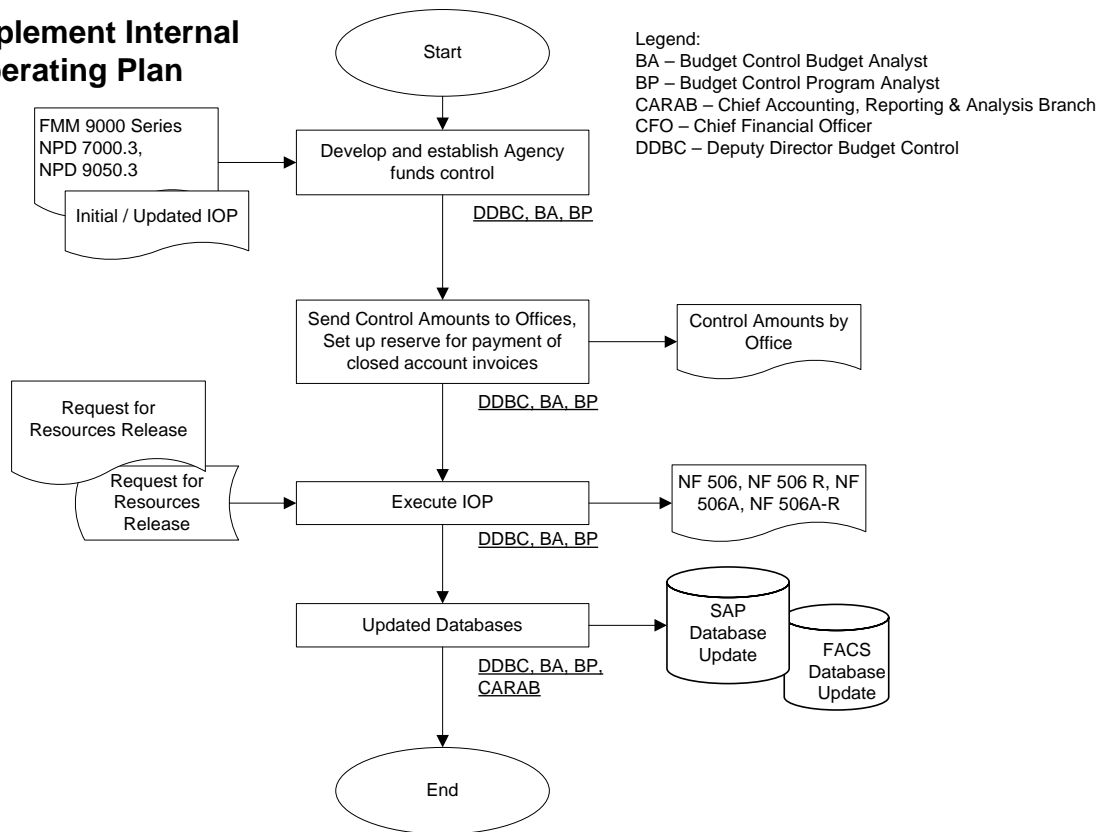 plement Internal
perating Plan
Start
Legend:
BA – Budget Control Budget Analyst
BP – Budget Control Program Analyst
CARAB – Chief Accounting, Reporting & Analysis Branch
CFO – Chief Financial Officer
DDBC – Deputy Director Budget Control
FMM 9000 Series
NPD 7000.3,
NPD 9050.3
Initial / Updated IOP
Develop and establish Agency
funds control
DDBC, BA, BP
Send Control Amounts to Offices,
Set up reserve for payment of
closed account invoices
DDBC, BA, BP
Control Amounts by
Office
Request for
Resources Release
Request for
Resources
Release
Execute IOP
DDBC, BA, BP
NF 506, NF 506 R, NF
506A, NF 506A-R
Updated Databases
DDBC, BA, BP,
CARAB
SAP
Database
Update
FACS
Database
Update
End